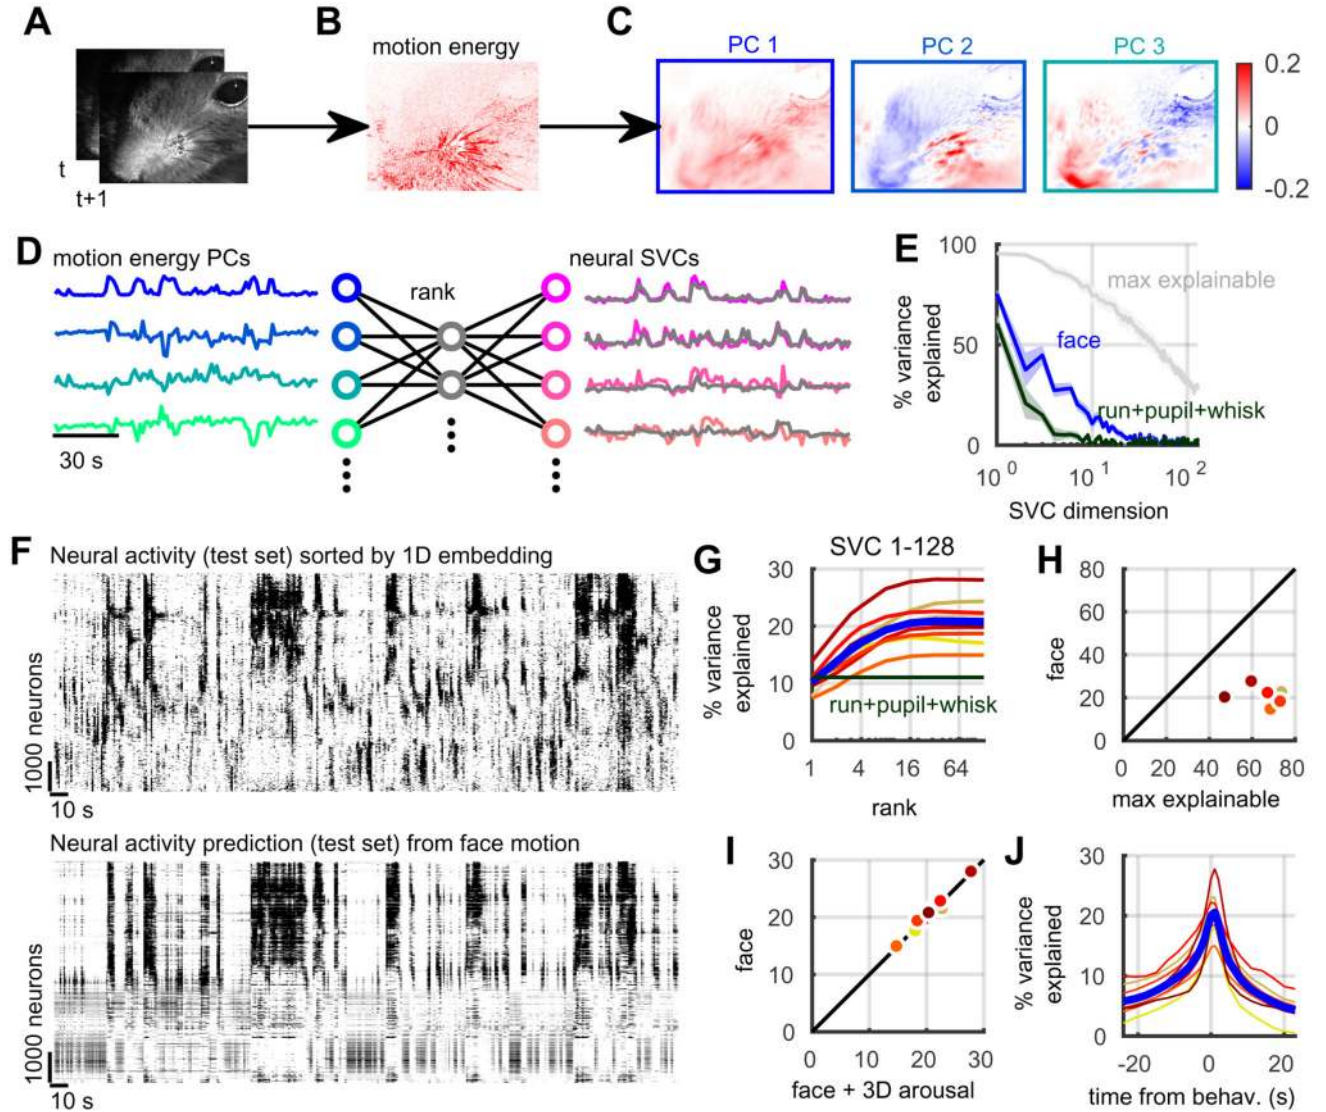 A
t
t+1
B
motion energy
C
PC 1
PC 2
PC 3
0.2
0
-0.2
D
motion energy PCs
rank
neural SVCs
30 s
E
% variance
explained
100
50
0
max explainable
face
run+pupil+whisk
10 0
10 1
10 2
SVC dimension
F
Neural activity (test set) sorted by 1D embedding
1000 neurons
10 s
Neural activity prediction (test set) from face motion
1000 neurons
10 s
G
SVC 1-128
% variance
explained
30
20
10
0
run+pupil+whisk
1
4
16
64
rank
H
face
80
60
40
20
0
0
20
40
60
80
max explainable
I
face
30
20
10
0
0
10
20
30
face + 3D arousal
J
% variance
explained
30
20
10
0
-20
0
20
time from behav. (s)